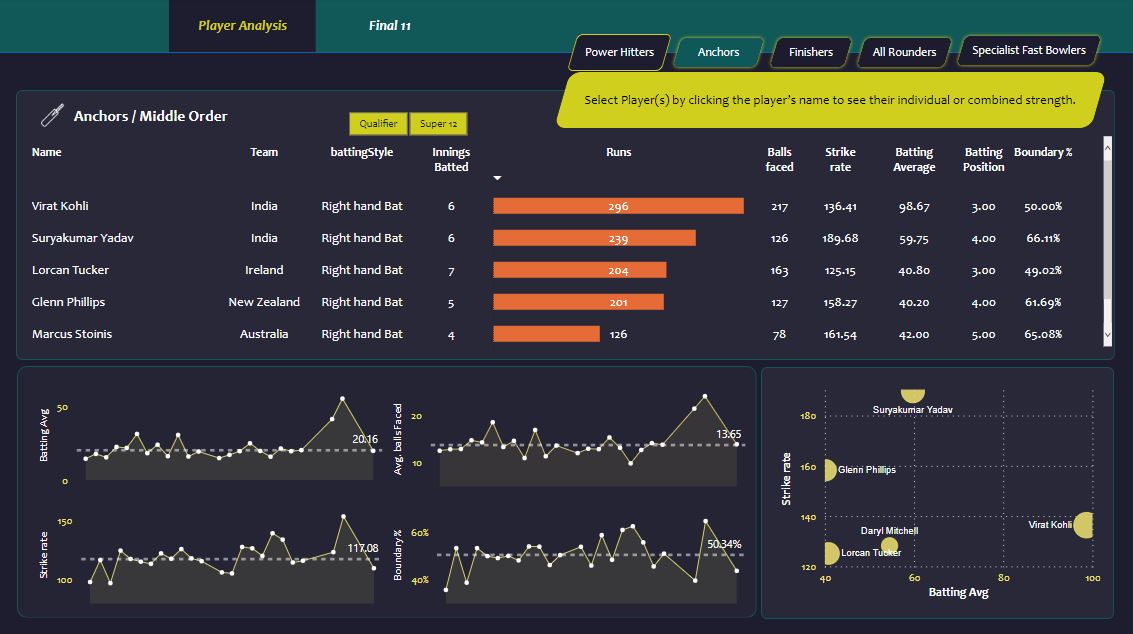 Player Analysis
Final 11
Power Hitters
Anchors
Finishers
All Rounders
Specialist Fast Bowlers
Select Player(s) by clicking the player's name to see their individual or combined strength.
Anchors / Middle Order
Qualifier
Super 12
Name Team battingStyle Innings Batted Runs Balls faced Strike rate Batting Average Batting Position Boundary %
Virat Kohli India Right hand Bat 6 296 217 136.41 98.67 3.00 50.00%
Suryakumar Yadav India Right hand Bat 6 239 126 189.68 59.75 4.00 66.11%
Lorcan Tucker Ireland Right hand Bat 7 204 163 125.15 40.80 3.00 49.02%
Glenn Phillips New Zealand Right hand Bat 5 201 127 158.27 40.20 4.00 61.69%
Marcus Stoinis Australia Right hand Bat 4 126 78 161.54 42.00 5.00 65.08%
Batting Avg
50
0
20.16
Avg. ballsFaced
20
10
13.65
Strike rate
150
100
117.08
Boundary %
60%
40%
50.34%
Strike rate
180
160
140
120
Suryakumar Yadav
Glenn Phillips
Virat Kohli
Daryl Mitchell
Lorcan Tucker
40 60 80 100
Batting Avg